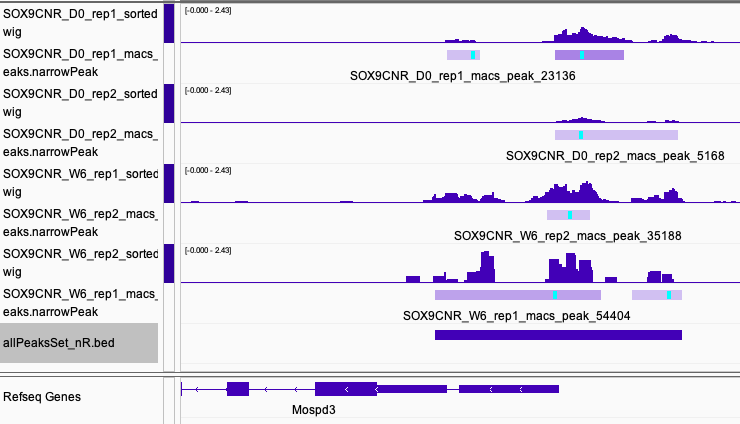 SOX9CNR_D0_rep1_sorted
wig
[-0.000 - 2.43]
SOX9CNR_D0_rep1_macs_
eaks.narrowPeak
SOX9CNR_D0_rep1_macs_peak_23136
SOX9CNR_D0_rep2_sorted
wig
[-0.000 - 2.43]
SOX9CNR_D0_rep2_macs_
eaks.narrowPeak
SOX9CNR_D0_rep2_macs_peak_5168
SOX9CNR_W6_rep1_sorted
wig
[-0.000 - 2.43]
SOX9CNR_W6_rep2_macs_
eaks.narrowPeak
SOX9CNR_W6_rep2_macs_peak_35188
SOX9CNR_W6_rep2_sorted
wig
[-0.000 - 2.43]
SOX9CNR_W6_rep1_macs_
eaks.narrowPeak
SOX9CNR_W6_rep1_macs_peak_54404
allPeaksSet_nR.bed
Refseq Genes
Mospd3